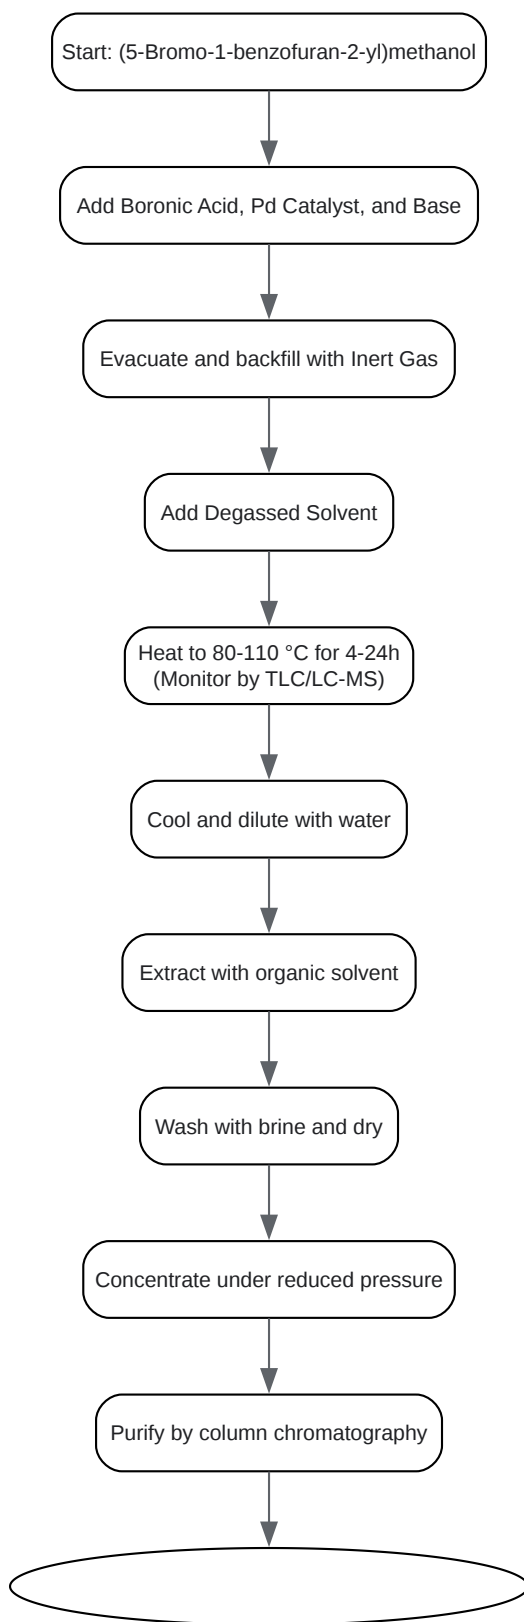 Start: (5-Bromo-1-benzofuran-2-yl)methanol
Add Boronic Acid, Pd Catalyst, and Base
Evacuate and backfill with Inert Gas
Add Degassed Solvent
Heat to 80-110 °C for 4-24h
(Monitor by TLC/LC-MS)
Cool and dilute with water
Extract with organic solvent
Wash with brine and dry
Concentrate under reduced pressure
Purify by column chromatography